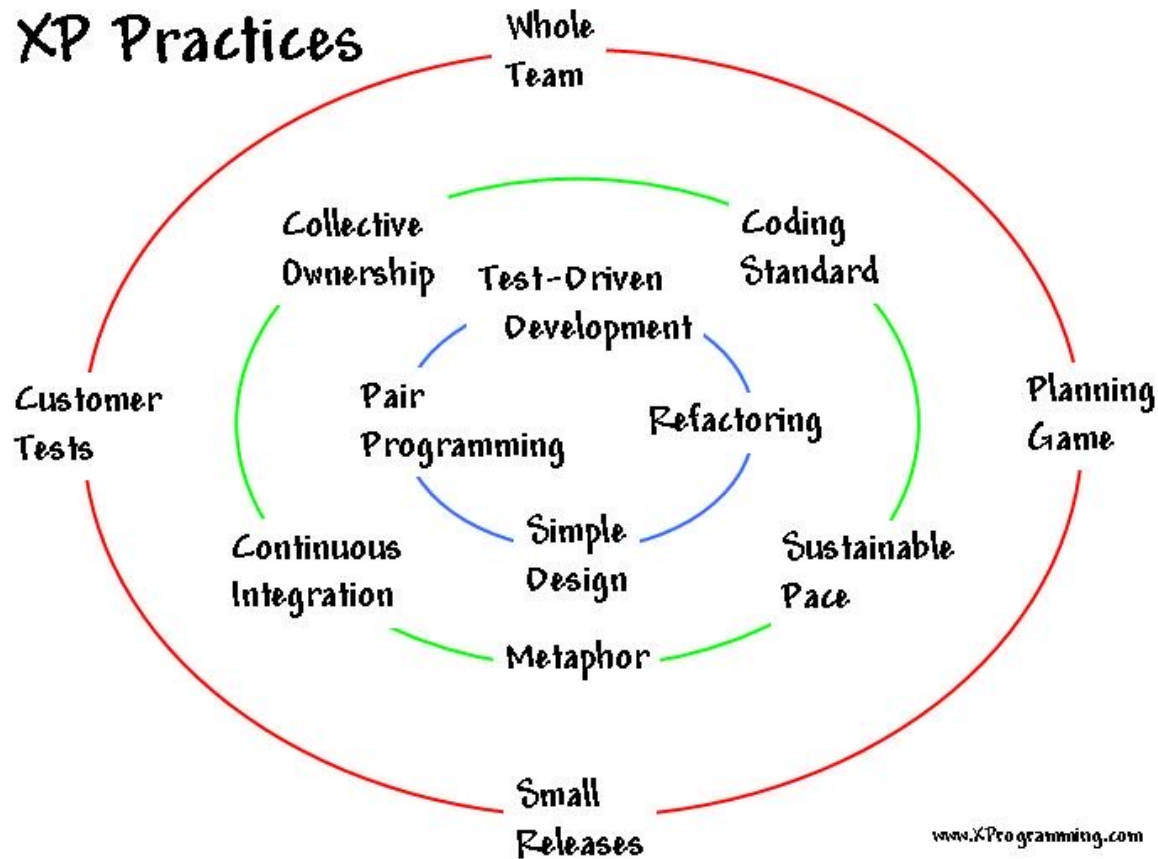 XP Practices
Whole
Team
Collective
Ownership
Coding
Standard
Test-Driven
Development
Customer
Tests
Pair
Programming
Refactoring
Planning
Game
Continuous
Integration
Simple
Design
Sustainable
Pace
Metaphor
Small
Releases
www.XProgramming.com